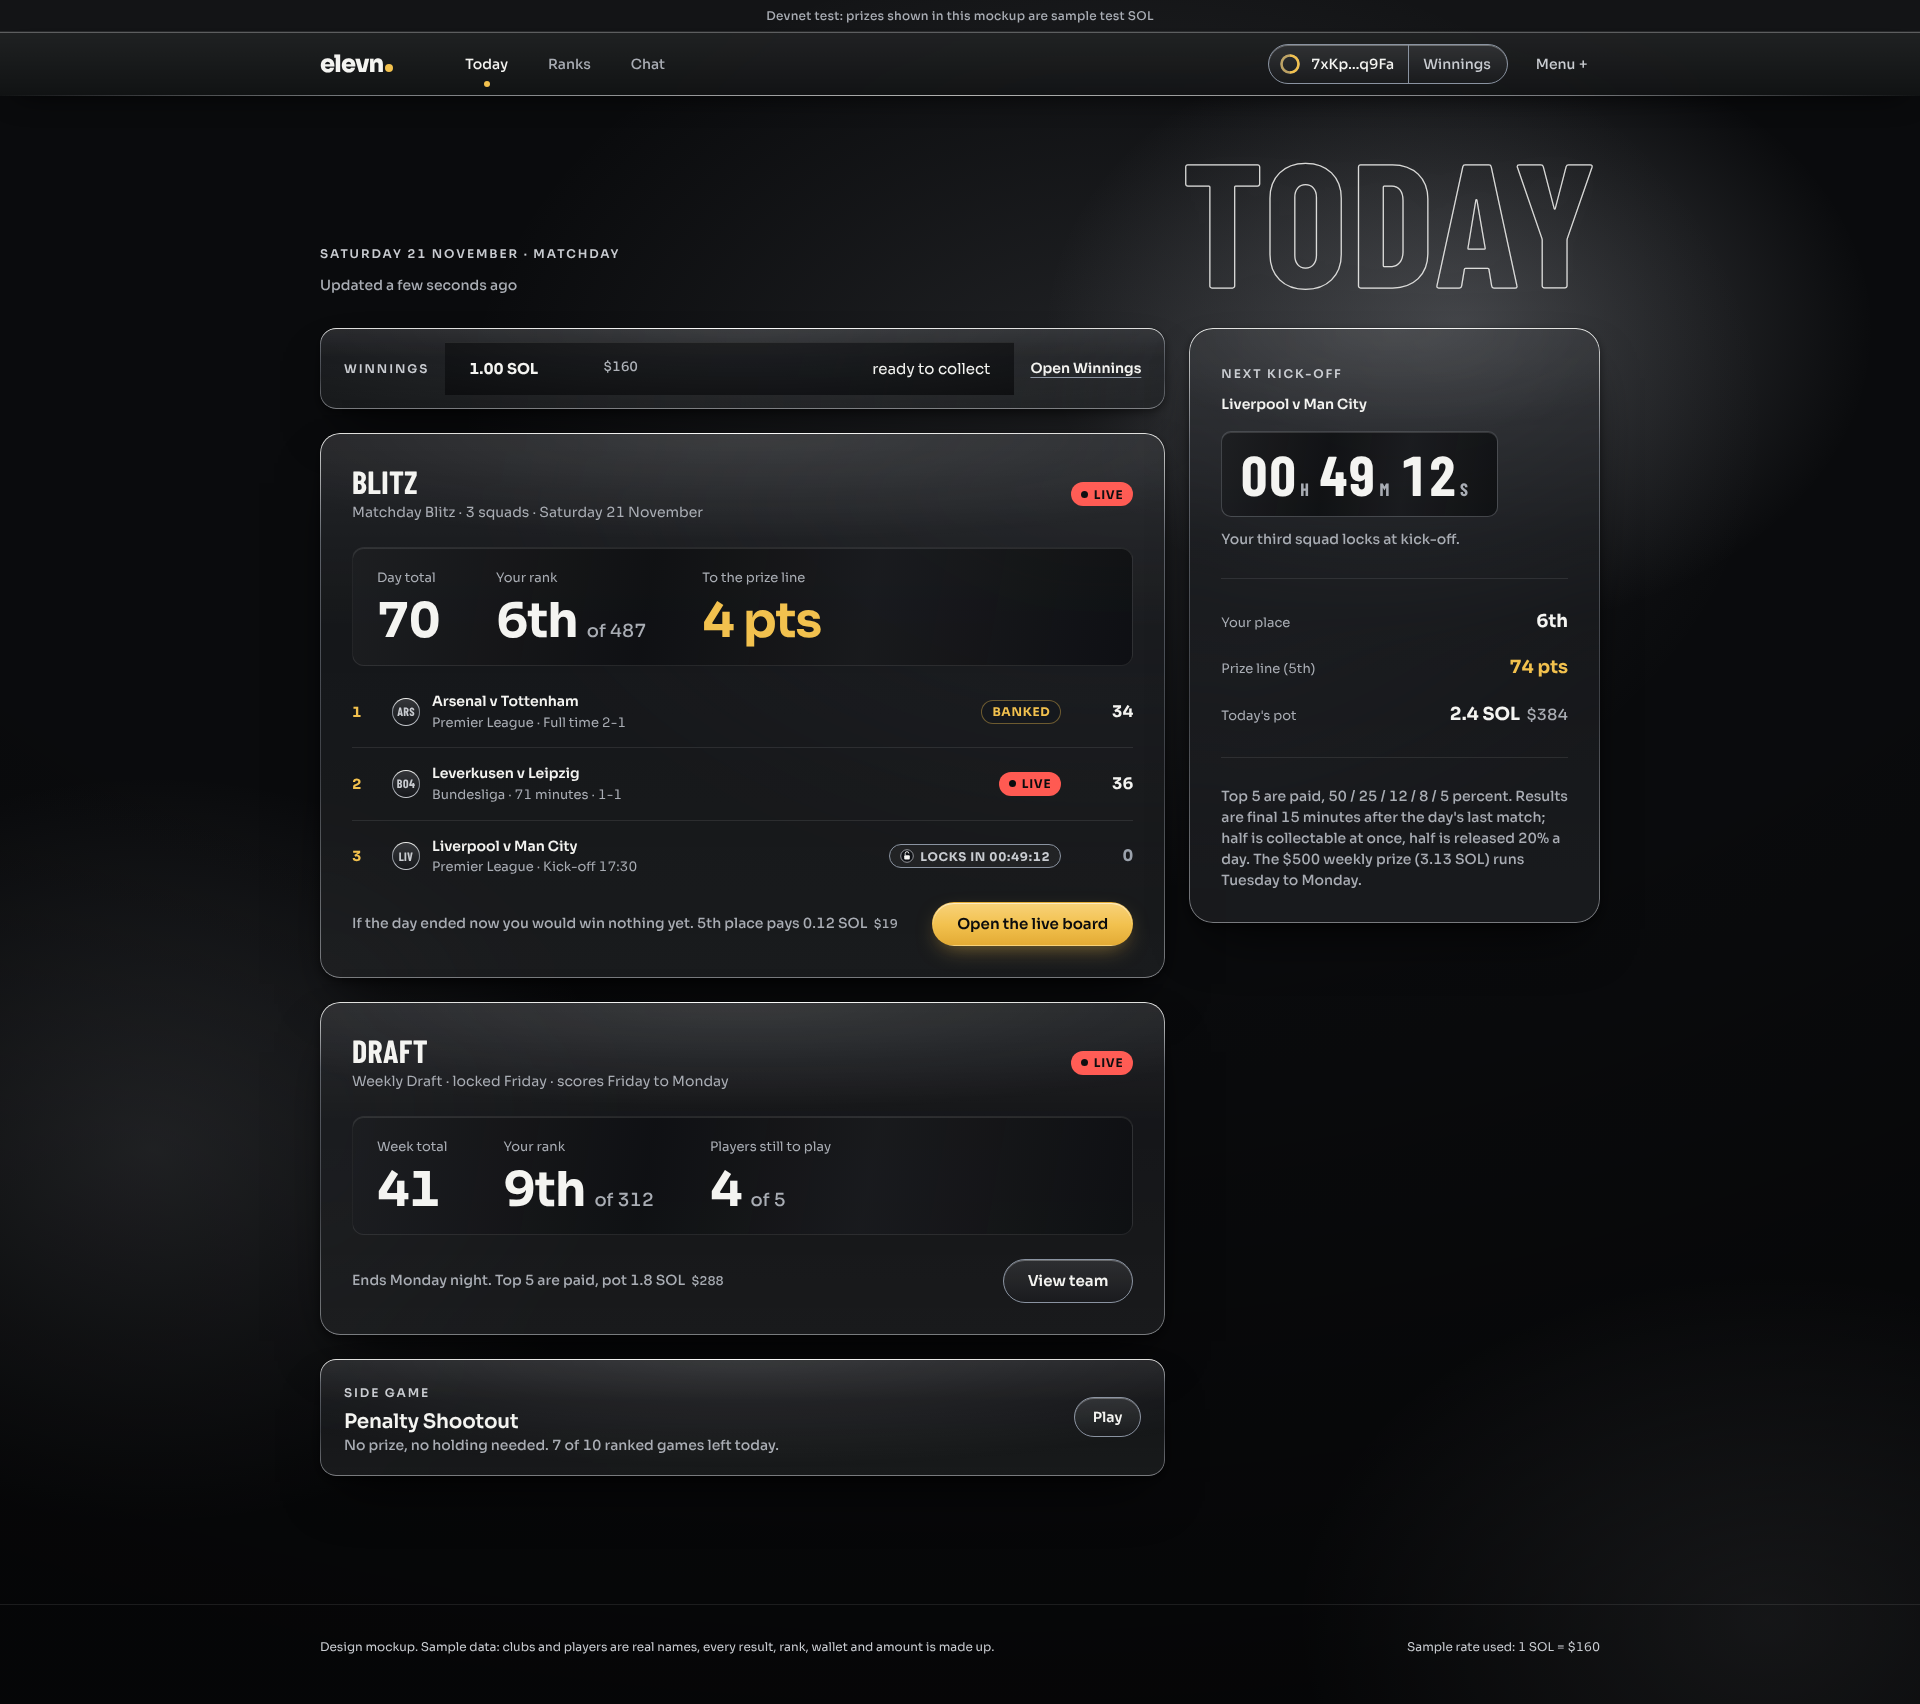 Devnet test: prizes shown in this mockup are sample test SOL
elevn.
Today
Ranks
Chat
7xKp...q9Fa
Winnings
Menu +
TODAY
SATURDAY 21 NOVEMBER · MATCHDAY
Updated a few seconds ago
WINNINGS
1.00 SOL
$160
ready to collect
Open Winnings
BLITZ
Matchday Blitz · 3 squads · Saturday 21 November
LIVE
Day total
70
Your rank
6th of 487
To the prize line
4 pts
1 ARS Arsenal v Tottenham
Premier League · Full time 2-1
BANKED
34
2 B04 Leverkusen v Leipzig
Bundesliga · 71 minutes · 1-1
LIVE
36
3 LIV Liverpool v Man City
Premier League · Kick-off 17:30
LOCKS IN 00:49:12
0
If the day ended now you would win nothing yet. 5th place pays 0.12 SOL $19
Open the live board
NEXT KICK-OFF
Liverpool v Man City
00 H 49 M 12 S
Your third squad locks at kick-off.
Your place 6th
Prize line (5th) 74 pts
Today's pot 2.4 SOL $384
Top 5 are paid, 50 / 25 / 12 / 8 / 5 percent. Results
are final 15 minutes after the day's last match;
half is collectable at once, half is released 20% a
day. The $500 weekly prize (3.13 SOL) runs
Tuesday to Monday.
DRAFT
Weekly Draft · locked Friday · scores Friday to Monday
LIVE
Week total
41
Your rank
9th of 312
Players still to play
4 of 5
Ends Monday night. Top 5 are paid, pot 1.8 SOL $288
View team
SIDE GAME
Penalty Shootout
No prize, no holding needed. 7 of 10 ranked games left today.
Play
Design mockup. Sample data: clubs and players are real names, every result, rank, wallet and amount is made up.
Sample rate used: 1 SOL = $160